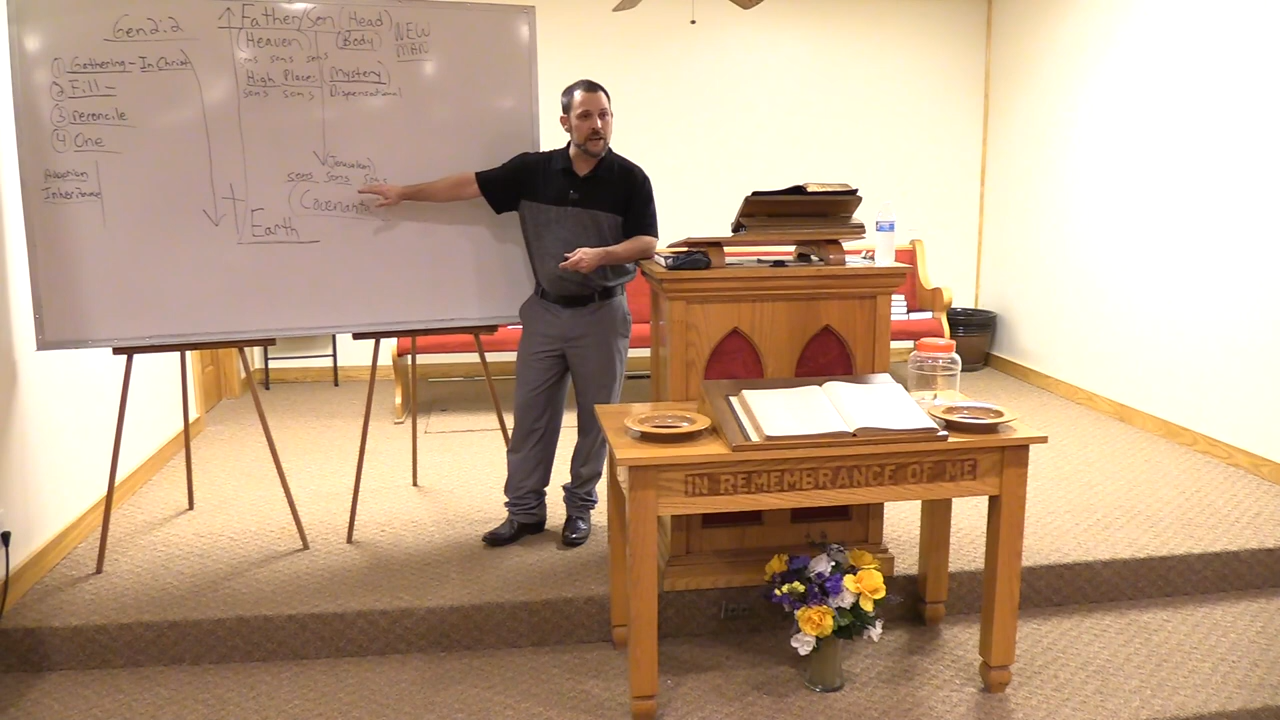 Gen 2:2
① Gathering - In Christ
② Fill -
③ reconcile
④ One
Adoption
Inheritance
Father/Son (Head)
(Heaven) (Body)
NEW
MAN
sons sons sons
High Places Mystery
sons sons Dispensational
(Jerusalem)
sons sons sons
(Covenants
Earth
IN REMEMBRANCE OF ME